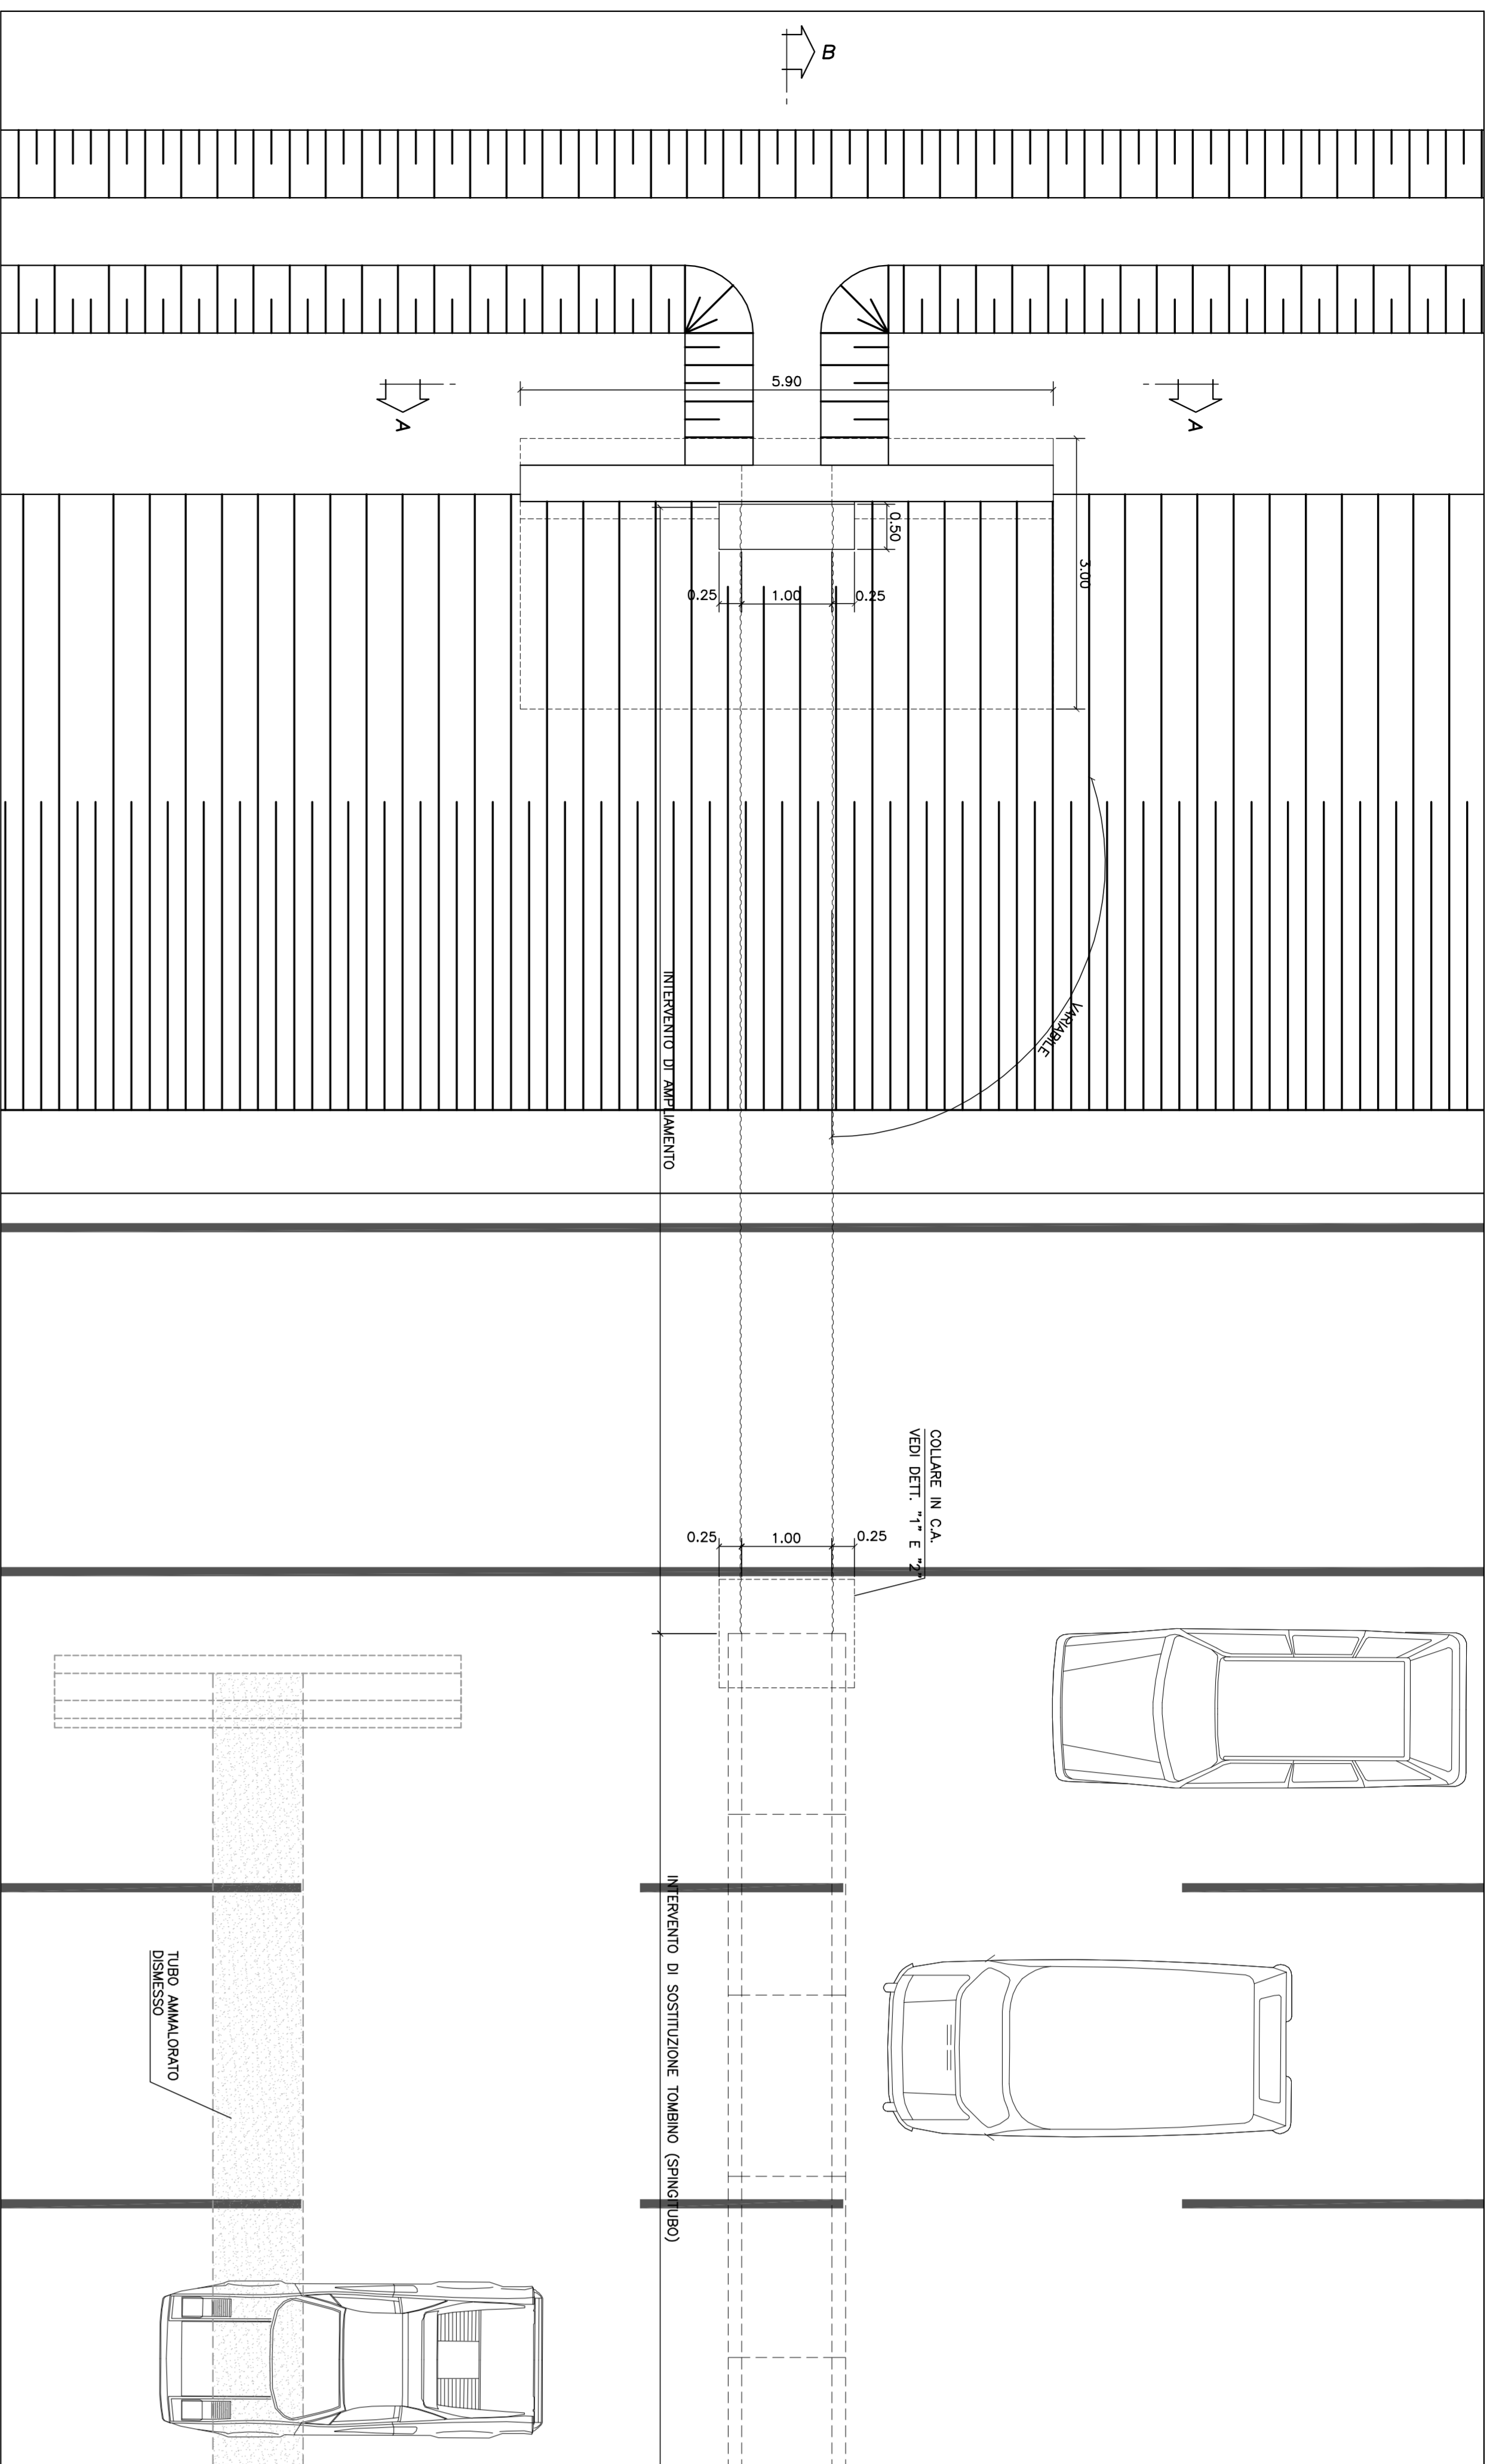 B
5.90
A
A
0.50
3.00
0.25
1.00
0.25
VARIABILE
INTERVENTO DI AMPLIAMENTO
COLLARE IN C.A.
VEDI DETT. "1" E "2"
0.25
1.00
0.25
INTERVENTO DI SOSTITUZIONE TOMBINO (SPINGITUBO)
TUBO AMMALORATO
DISMESSO